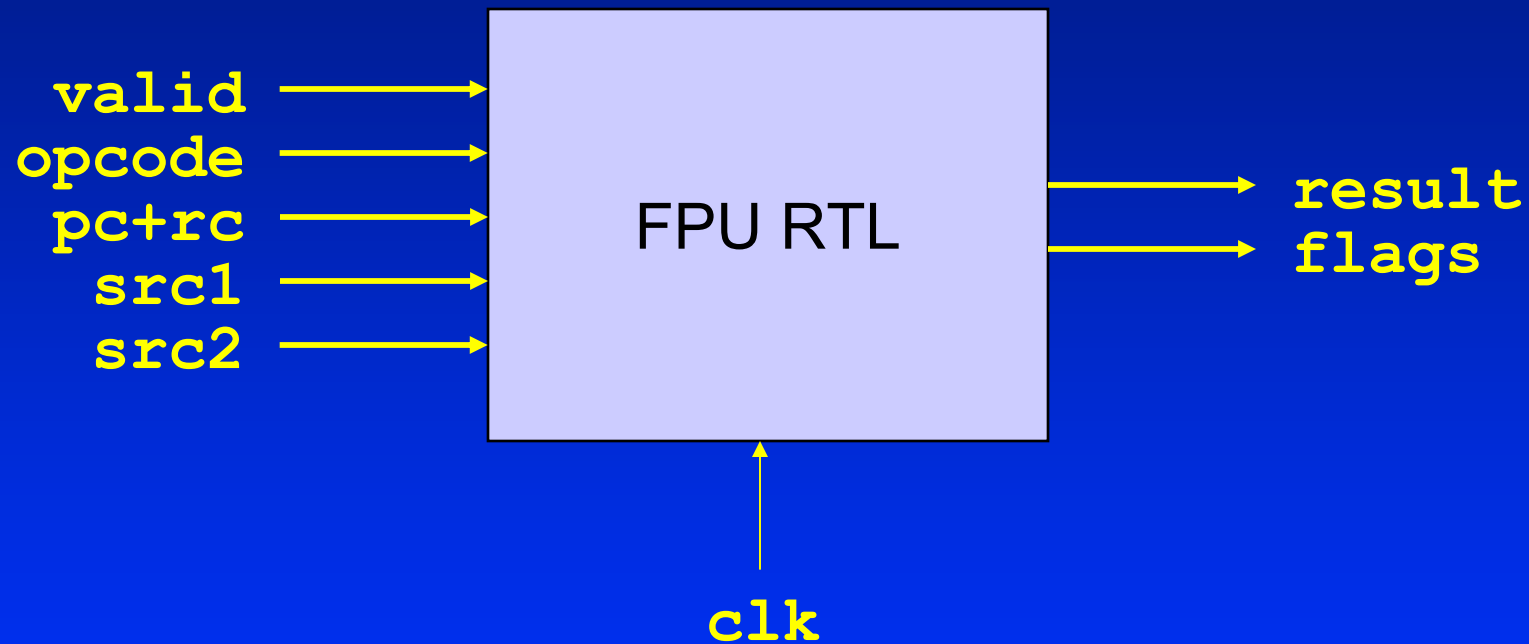 valid
opcode
pc+rc
src1
src2
FPU RTL
result
flags
clk